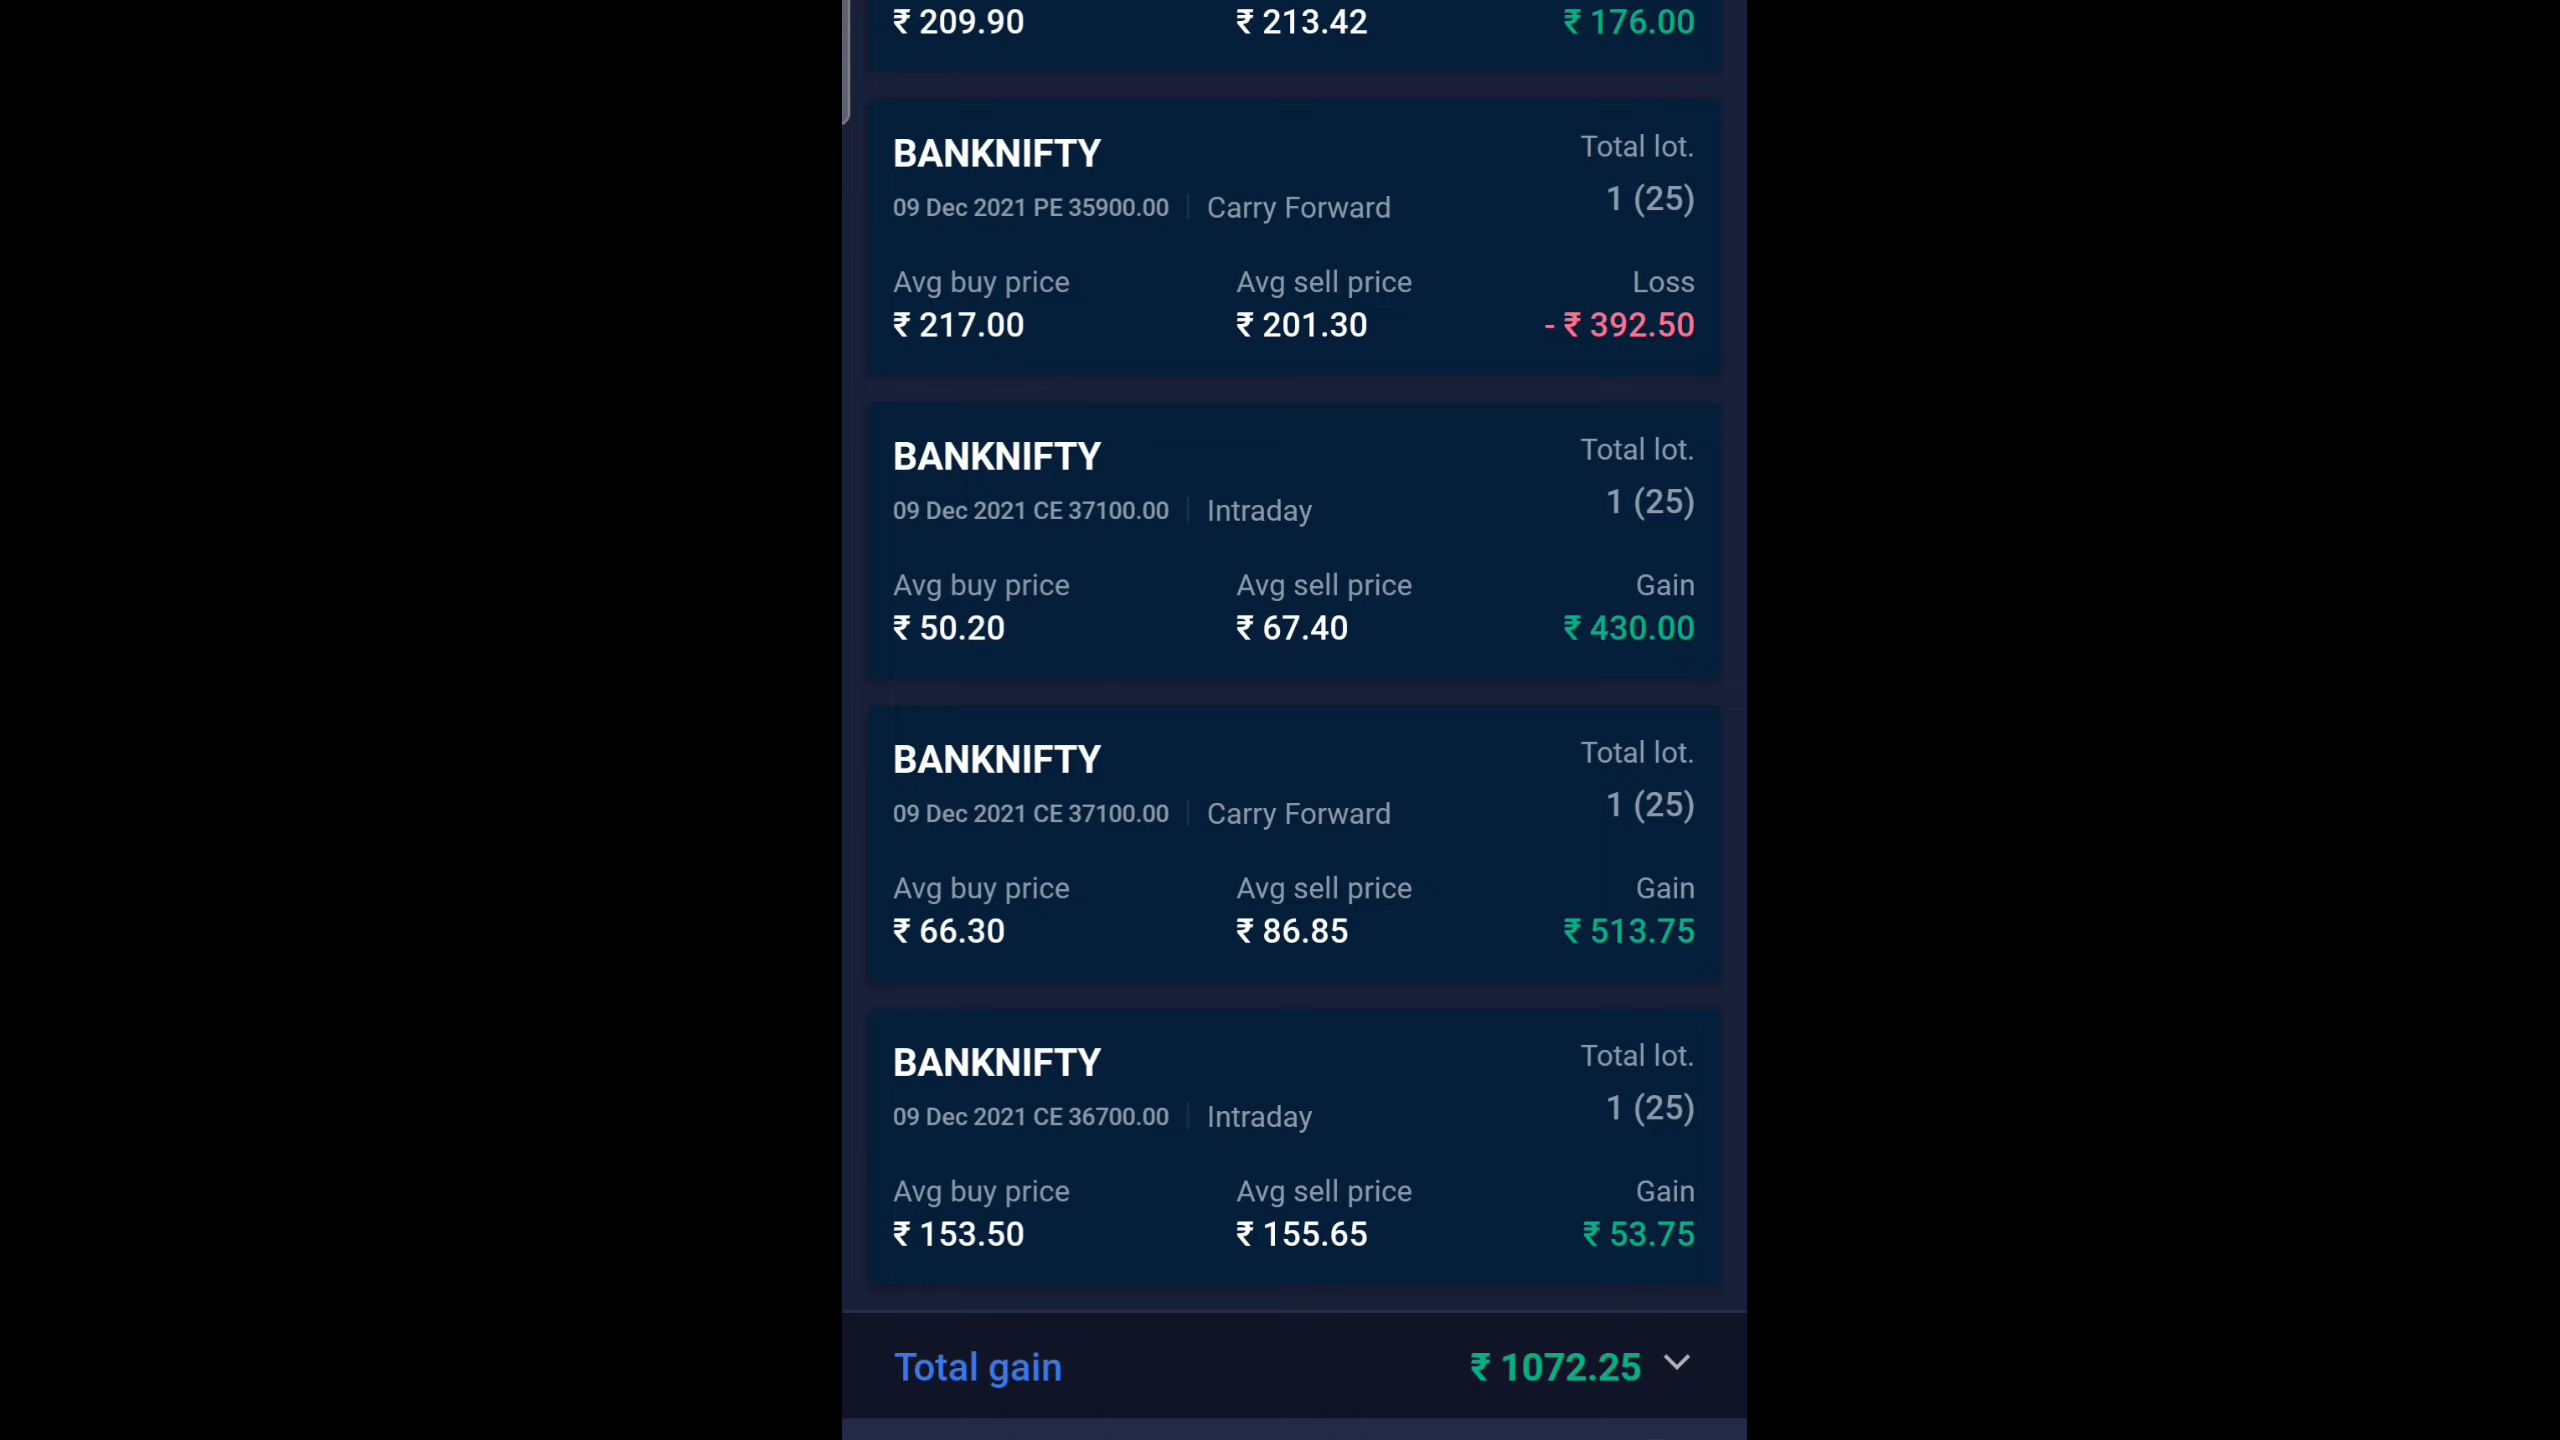 ₹ 209.90 ₹ 213.42 ₹ 176.00
BANKNIFTY Total lot.
09 Dec 2021 PE 35900.00 Carry Forward 1 (25)
Avg buy price Avg sell price Loss
₹ 217.00 ₹ 201.30 - ₹ 392.50
BANKNIFTY Total lot.
09 Dec 2021 CE 37100.00 Intraday 1 (25)
Avg buy price Avg sell price Gain
₹ 50.20 ₹ 67.40 ₹ 430.00
BANKNIFTY Total lot.
09 Dec 2021 CE 37100.00 Carry Forward 1 (25)
Avg buy price Avg sell price Gain
₹ 66.30 ₹ 86.85 ₹ 513.75
BANKNIFTY Total lot.
09 Dec 2021 CE 36700.00 Intraday 1 (25)
Avg buy price Avg sell price Gain
₹ 153.50 ₹ 155.65 ₹ 53.75
Total gain ₹ 1072.25